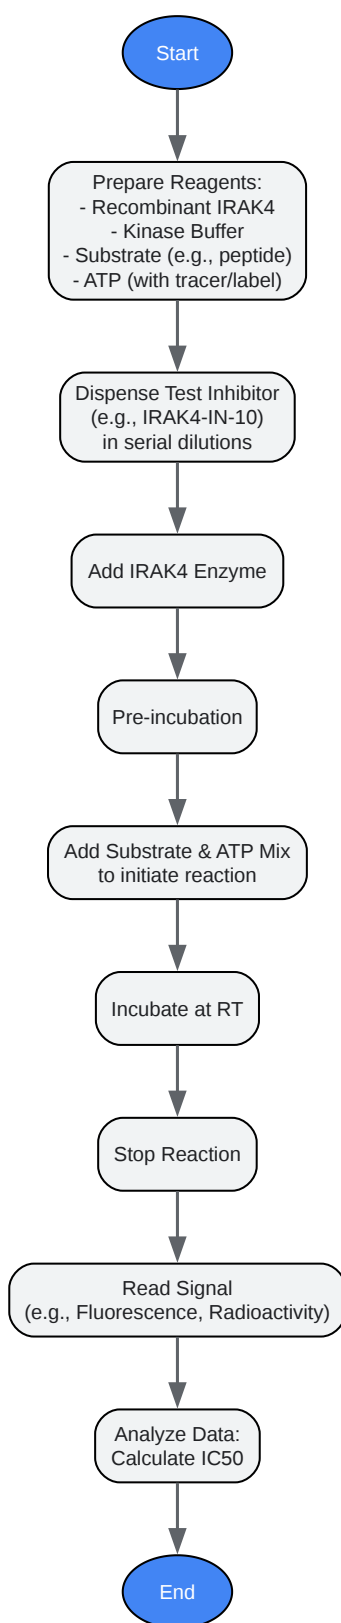 Start
Prepare Reagents:
- Recombinant IRAK4
- Kinase Buffer
- Substrate (e.g., peptide)
- ATP (with tracer/label)
Dispense Test Inhibitor
(e.g., IRAK4-IN-10)
in serial dilutions
Add IRAK4 Enzyme
Pre-incubation
Add Substrate & ATP Mix
to initiate reaction
Incubate at RT
Stop Reaction
Read Signal
(e.g., Fluorescence, Radioactivity)
Analyze Data:
Calculate IC50
End